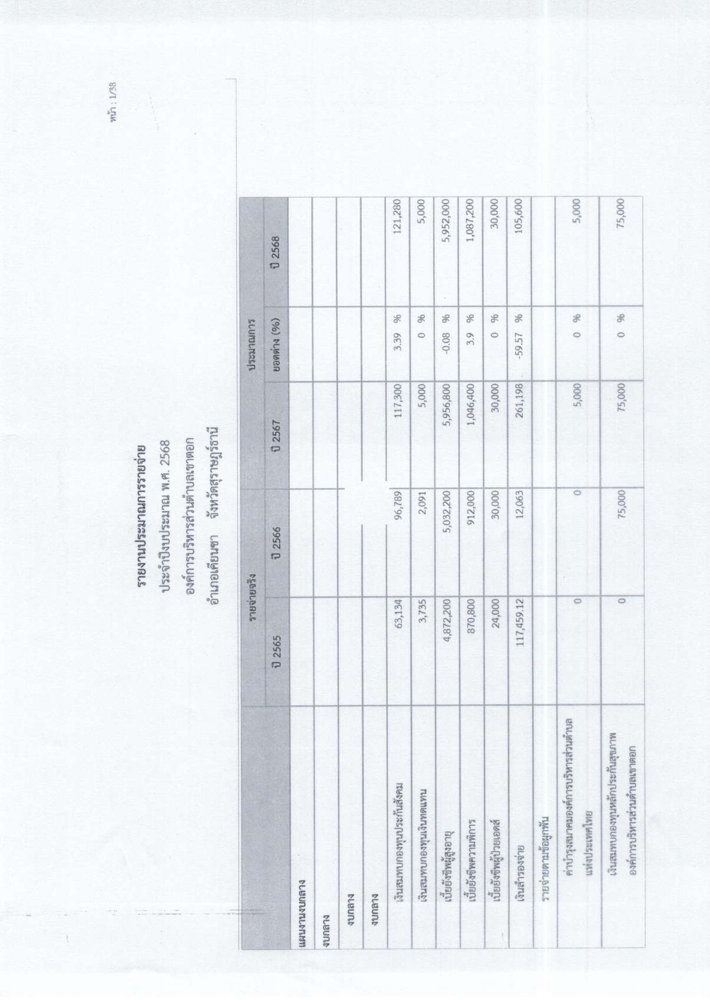 หน้า : 1/38
รายงานประมาณการรายจ่าย
ประจำปีงบประมาณ พ.ศ. 2568
องค์การบริหารส่วนตำบลเขาตอก
อำเภอเคียนซา จังหวัดสุราษฎร์ธานี
รายจ่ายจริง ประมาณการ
ปี 2565 ปี 2566 ปี 2567 ยอดต่าง (%) ปี 2568
แผนงานงบกลาง
งบกลาง
งบกลาง
งบกลาง
เงินสมทบกองทุนประกันสังคม 63,134 96,789 117,300 3.39 % 121,280
เงินสมทบกองทุนเงินทดแทน 3,735 2,091 5,000 0 % 5,000
เบี้ยยังชีพผู้สูงอายุ 4,872,200 5,032,200 5,956,800 -0.08 % 5,952,000
เบี้ยยังชีพความพิการ 870,800 912,000 1,046,400 3.9 % 1,087,200
เบี้ยยังชีพผู้ป่วยเอดส์ 24,000 30,000 30,000 0 % 30,000
เงินสำรองจ่าย 117,459.12 12,063 261,198 -59.57 % 105,600
รายจ่ายตามข้อผูกพัน
ค่าบำรุงสมาคมองค์การบริหารส่วนตำบล 0 0 5,000 0 % 5,000
แห่งประเทศไทย
เงินสมทบกองทุนหลักประกันสุขภาพ 0 75,000 75,000 0 % 75,000
องค์การบริหารส่วนตำบลเขาตอก